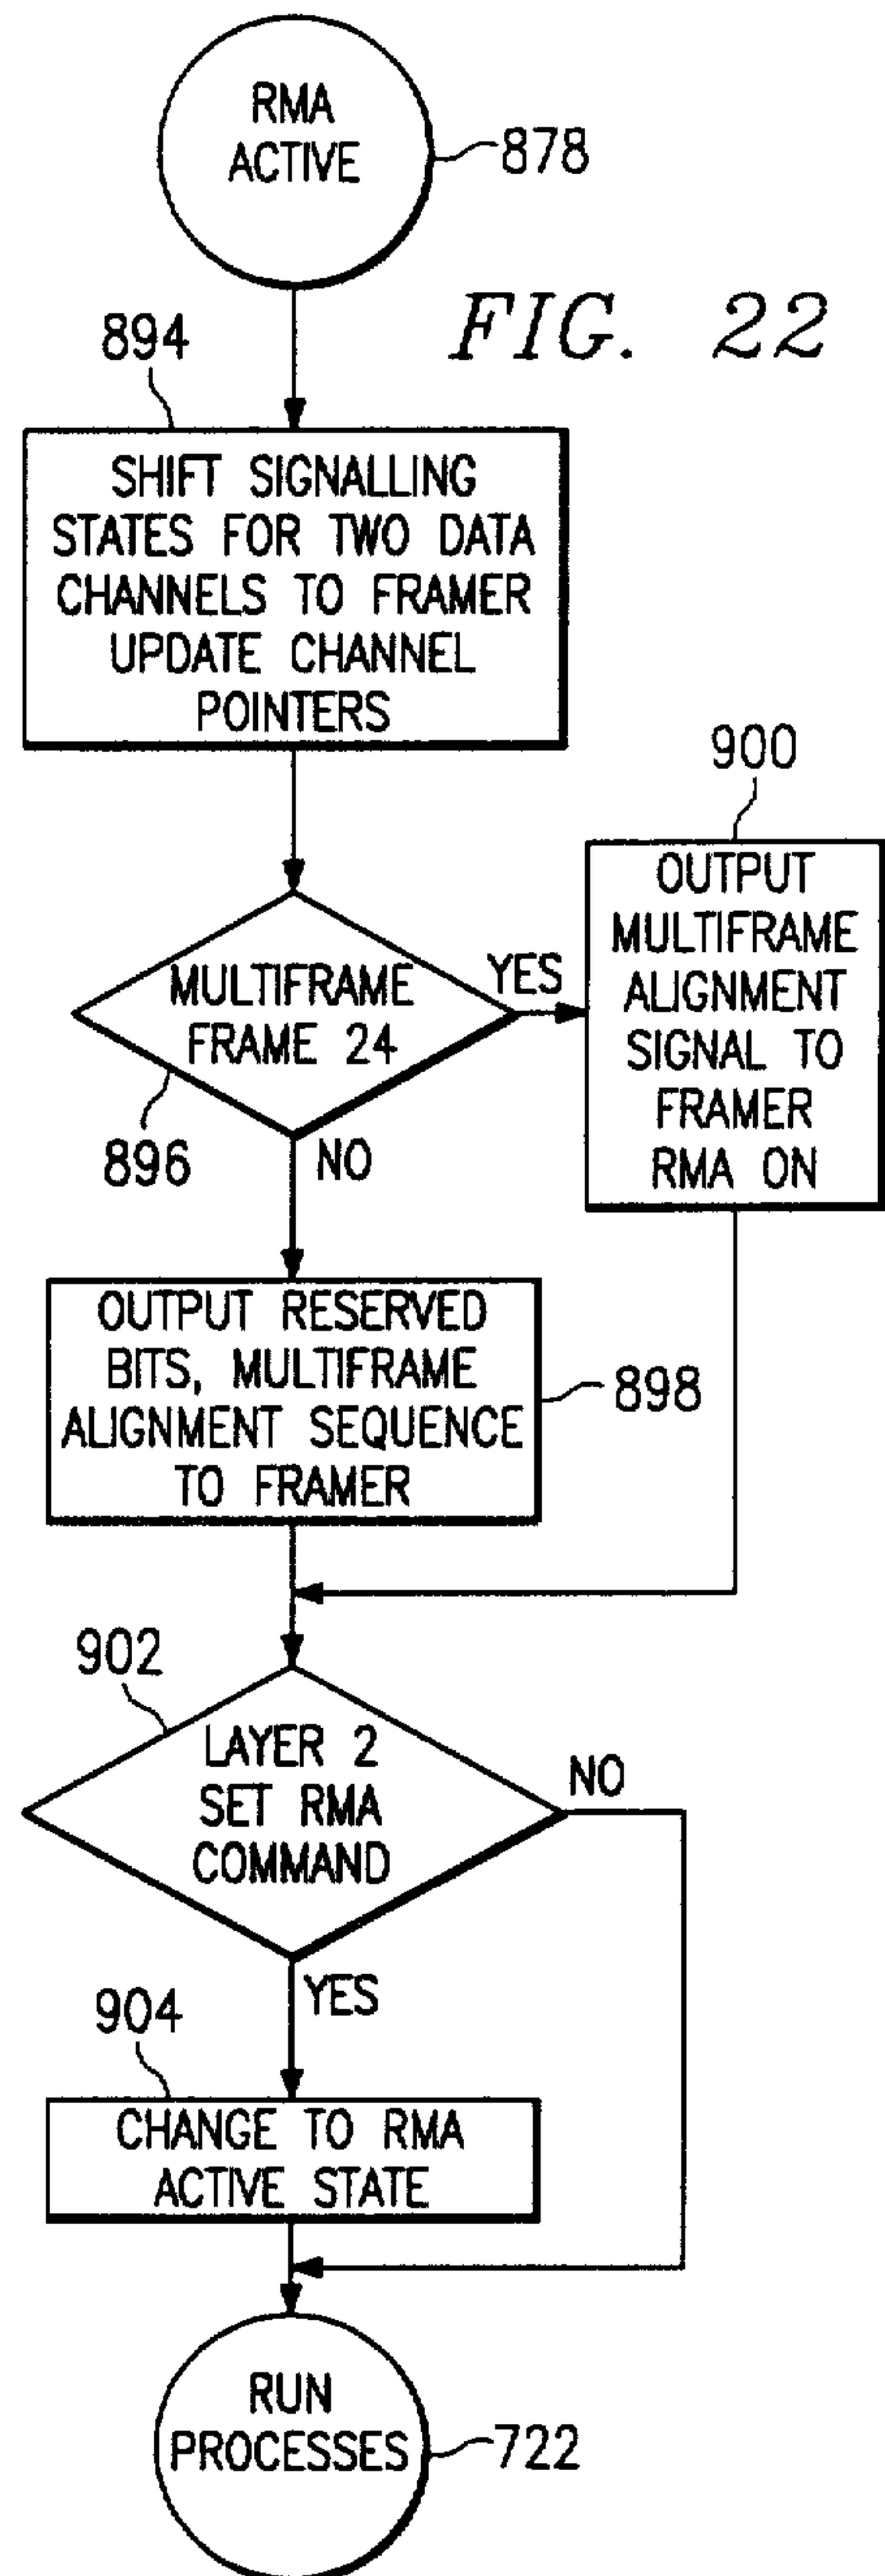 RMA
ACTIVE
878
FIG. 22
894
SHIFT SIGNALLING
STATES FOR TWO DATA
CHANNELS TO FRAMER
UPDATE CHANNEL
POINTERS
900
OUTPUT
MULTIFRAME
ALIGNMENT
SIGNAL TO
FRAMER
RMA ON
MULTIFRAME
FRAME 24
YES
896
NO
OUTPUT RESERVED
BITS, MULTIFRAME
ALIGNMENT SEQUENCE
TO FRAMER
898
902
LAYER 2
SET RMA
COMMAND
NO
YES
904
CHANGE TO RMA
ACTIVE STATE
RUN
PROCESSES
722